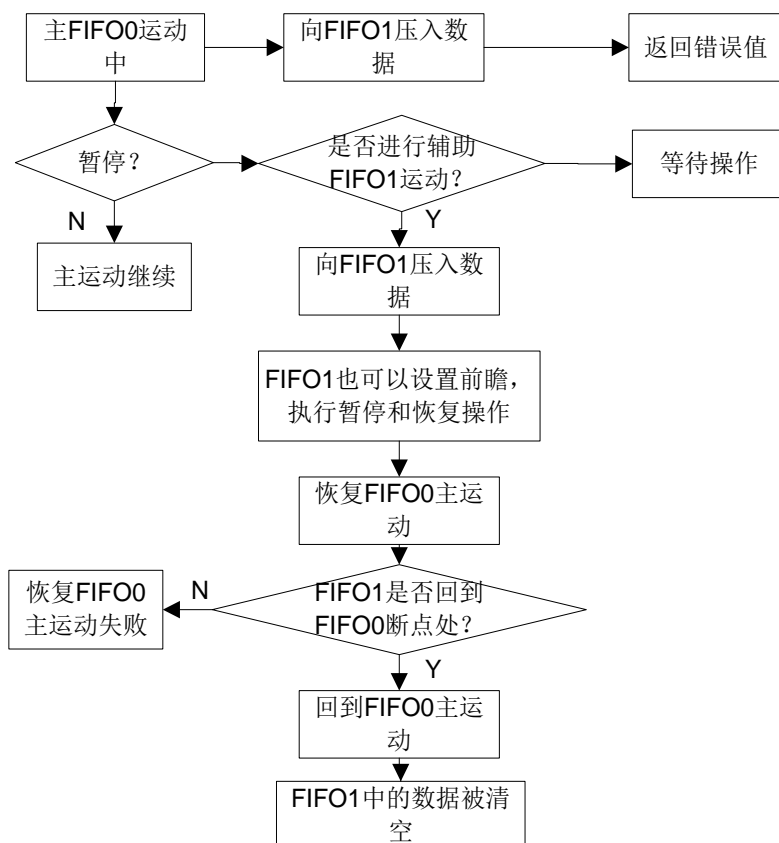 主FIFO0运动
中
向FIFO1压入数
据
返回错误值
暂停？
是否进行辅助
FIFO1运动？
等待操作
N
Y
主运动继续
向FIFO1压入数
据
FIFO1也可以设置前瞻，
执行暂停和恢复操作
恢复FIFO0主运
动
恢复FIFO0
主运动失败
N
FIFO1是否回到
FIFO0断点处？
Y
回到FIFO0主运
动
FIFO1中的数据被清
空